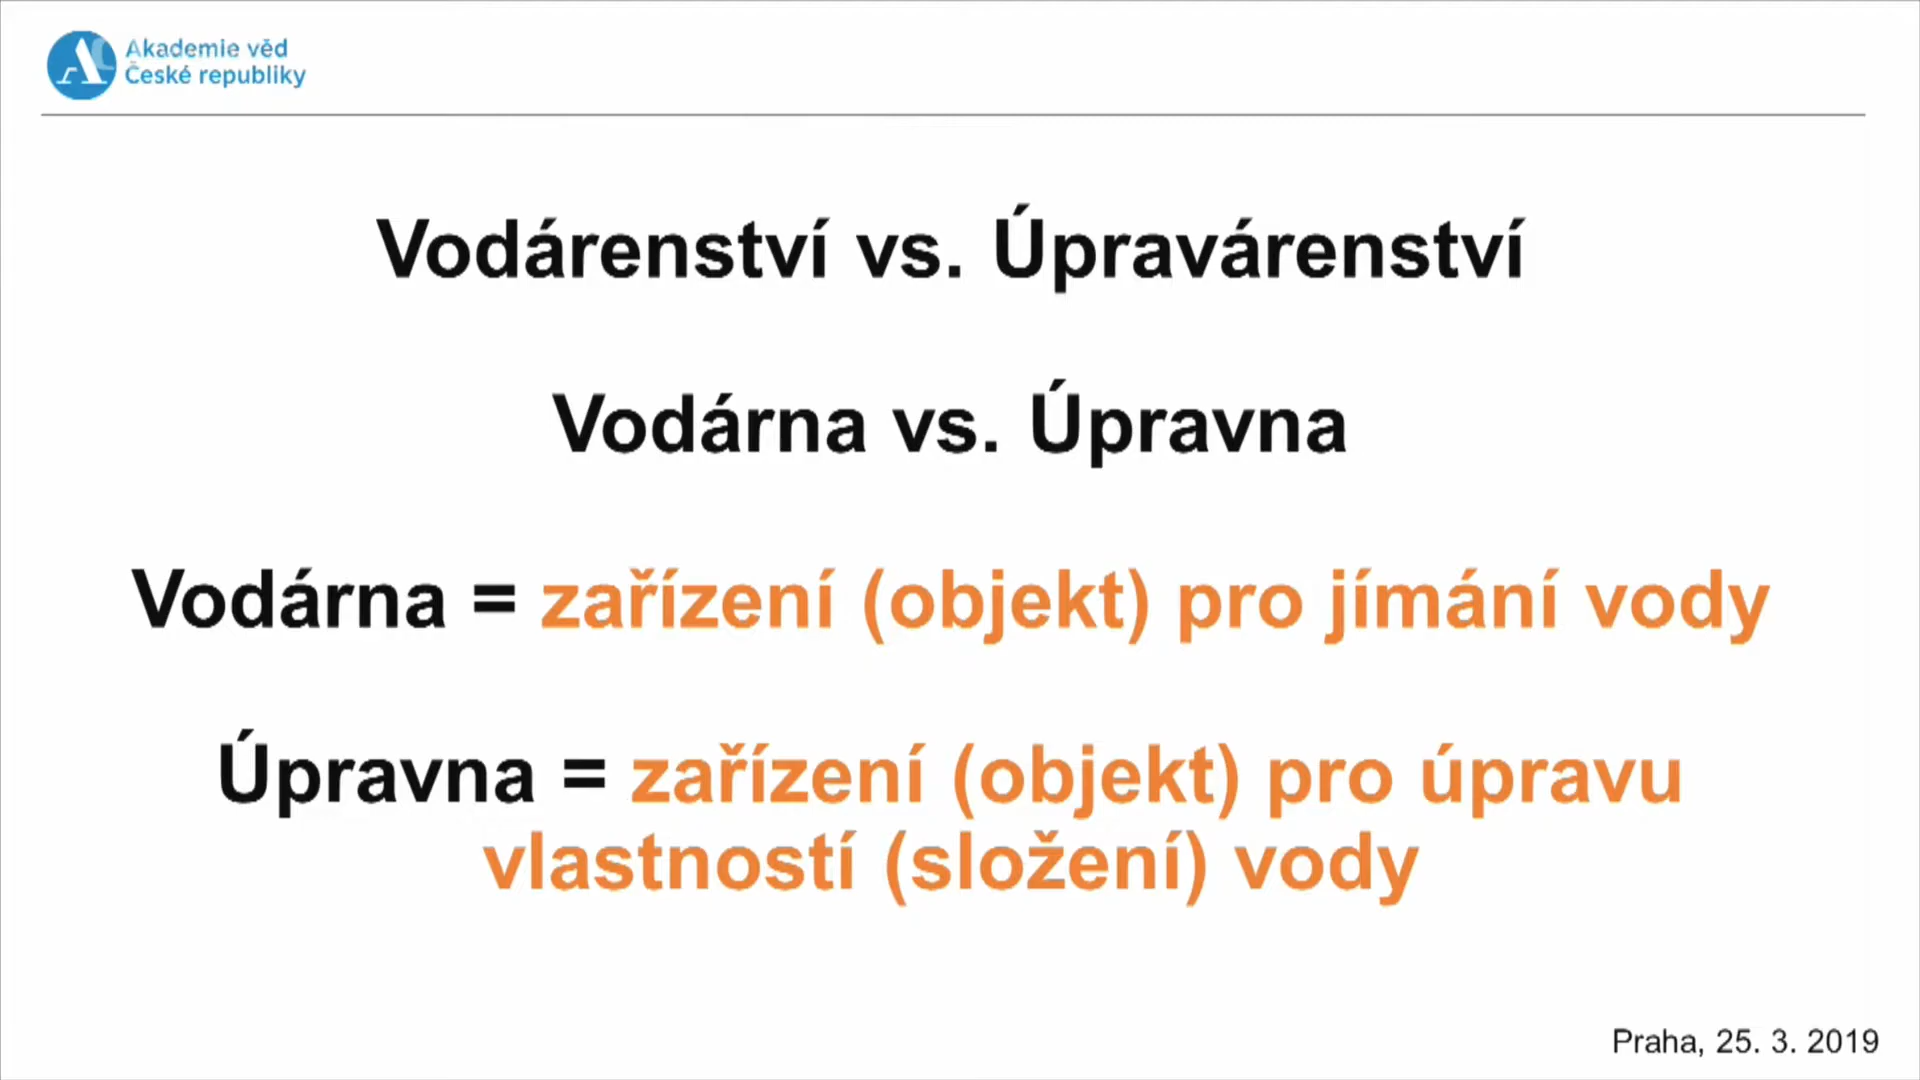 Akademie věd
České republiky
Vodárenství vs. Úpravárenství
Vodárna vs. Úpravna
Vodárna = zařízení (objekt) pro jímání vody
Úpravna = zařízení (objekt) pro úpravu
vlastností (složení) vody
Praha, 25. 3. 2019